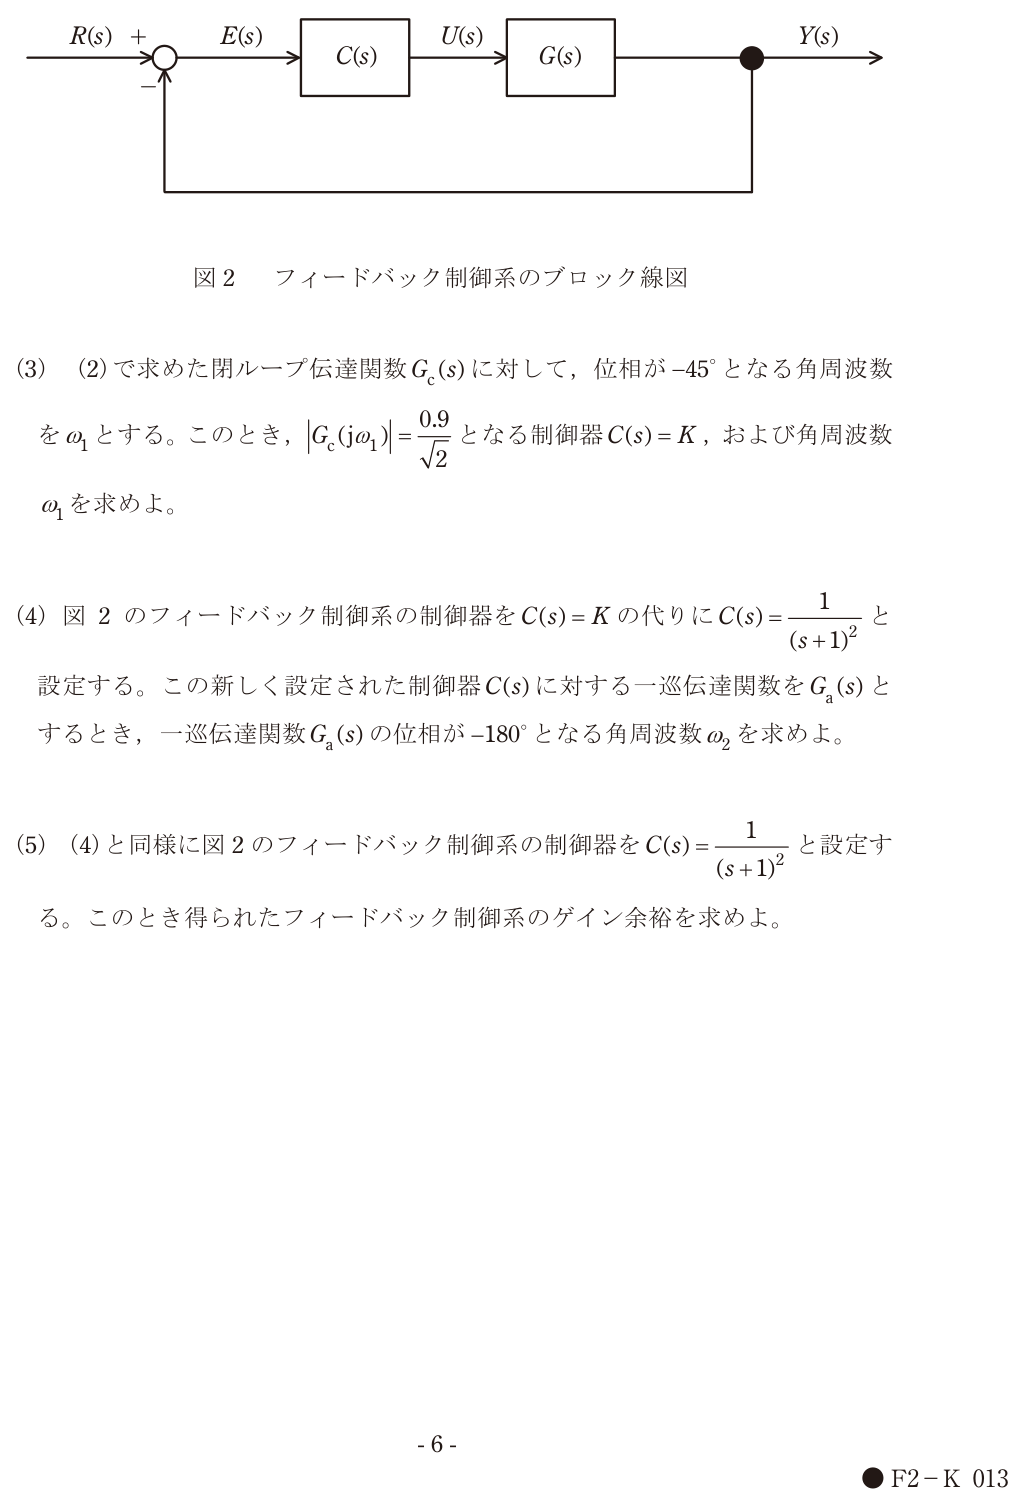 R(s) + E(s) C(s) U(s) G(s) Y(s)
−
図 2 フィードバック制御系のブロック線図
(3) (2)で求めた閉ループ伝達関数 G_c(s) に対して，位相が −45° となる角周波数
を ω_1 とする。このとき，|G_c(jω_1)| = 0.9/√2 となる制御器 C(s) = K，および角周波数
ω_1 を求めよ。
(4) 図 2 のフィードバック制御系の制御器を C(s) = K の代りに C(s) = 1/(s+1)^2 と
設定する。この新しく設定された制御器 C(s) に対する一巡伝達関数を G_a(s) と
するとき，一巡伝達関数 G_a(s) の位相が −180° となる角周波数 ω_2 を求めよ。
(5) (4)と同様に図 2 のフィードバック制御系の制御器を C(s) = 1/(s+1)^2 と設定す
る。このとき得られたフィードバック制御系のゲイン余裕を求めよ。
- 6 -
● F2−K 013